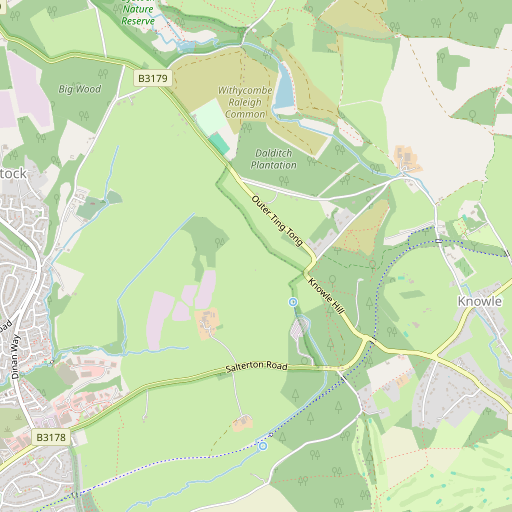 Nature
Reserve
B3179
Big Wood
Withycombe
Raleigh
Common
Dalditch
Plantation
tock
Outer Ting Tong
Knowle Hill
Knowle
Dinan Way
Salterton Road
B3178